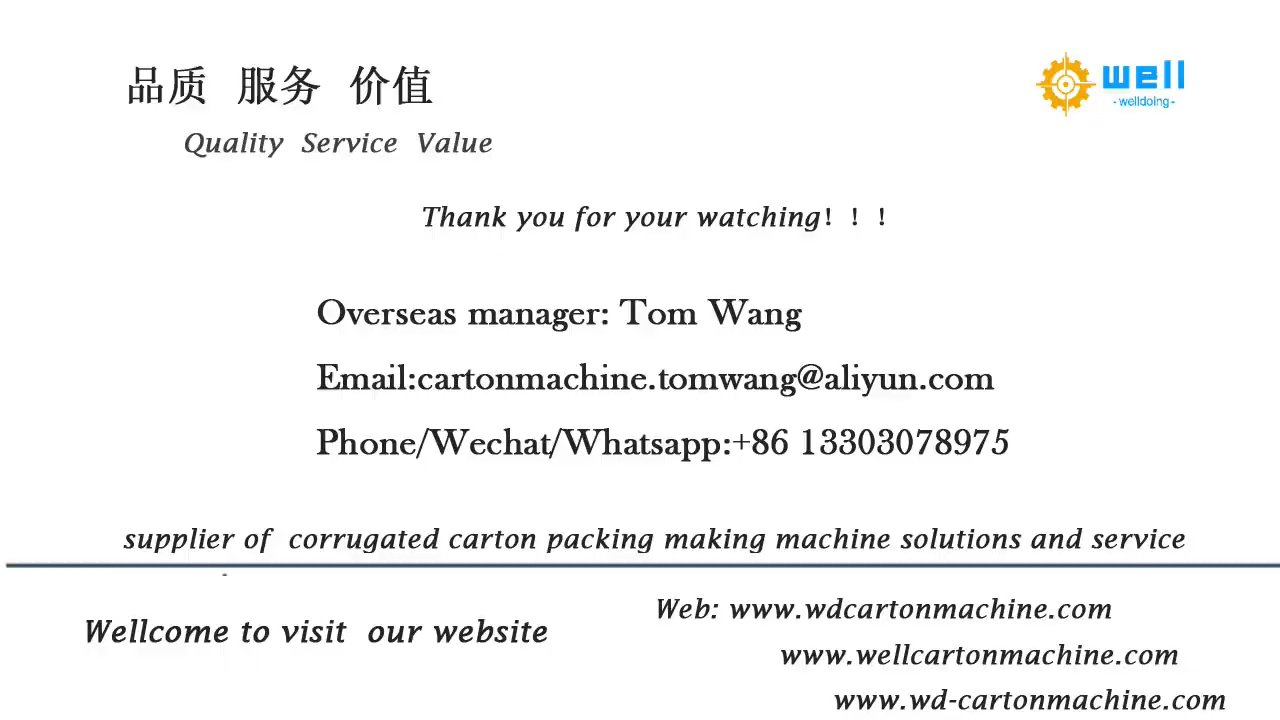 品质 服务 价值
Quality Service Value
well
-welldoing-
Thank you for your watching！！！
Overseas manager: Tom Wang
Email:cartonmachine.tomwang@aliyun.com
Phone/Wechat/Whatsapp:+86 13303078975
supplier of corrugated carton packing making machine solutions and service
Wellcome to visit our website
Web: www.wdcartonmachine.com
www.wellcartonmachine.com
www.wd-cartonmachine.com